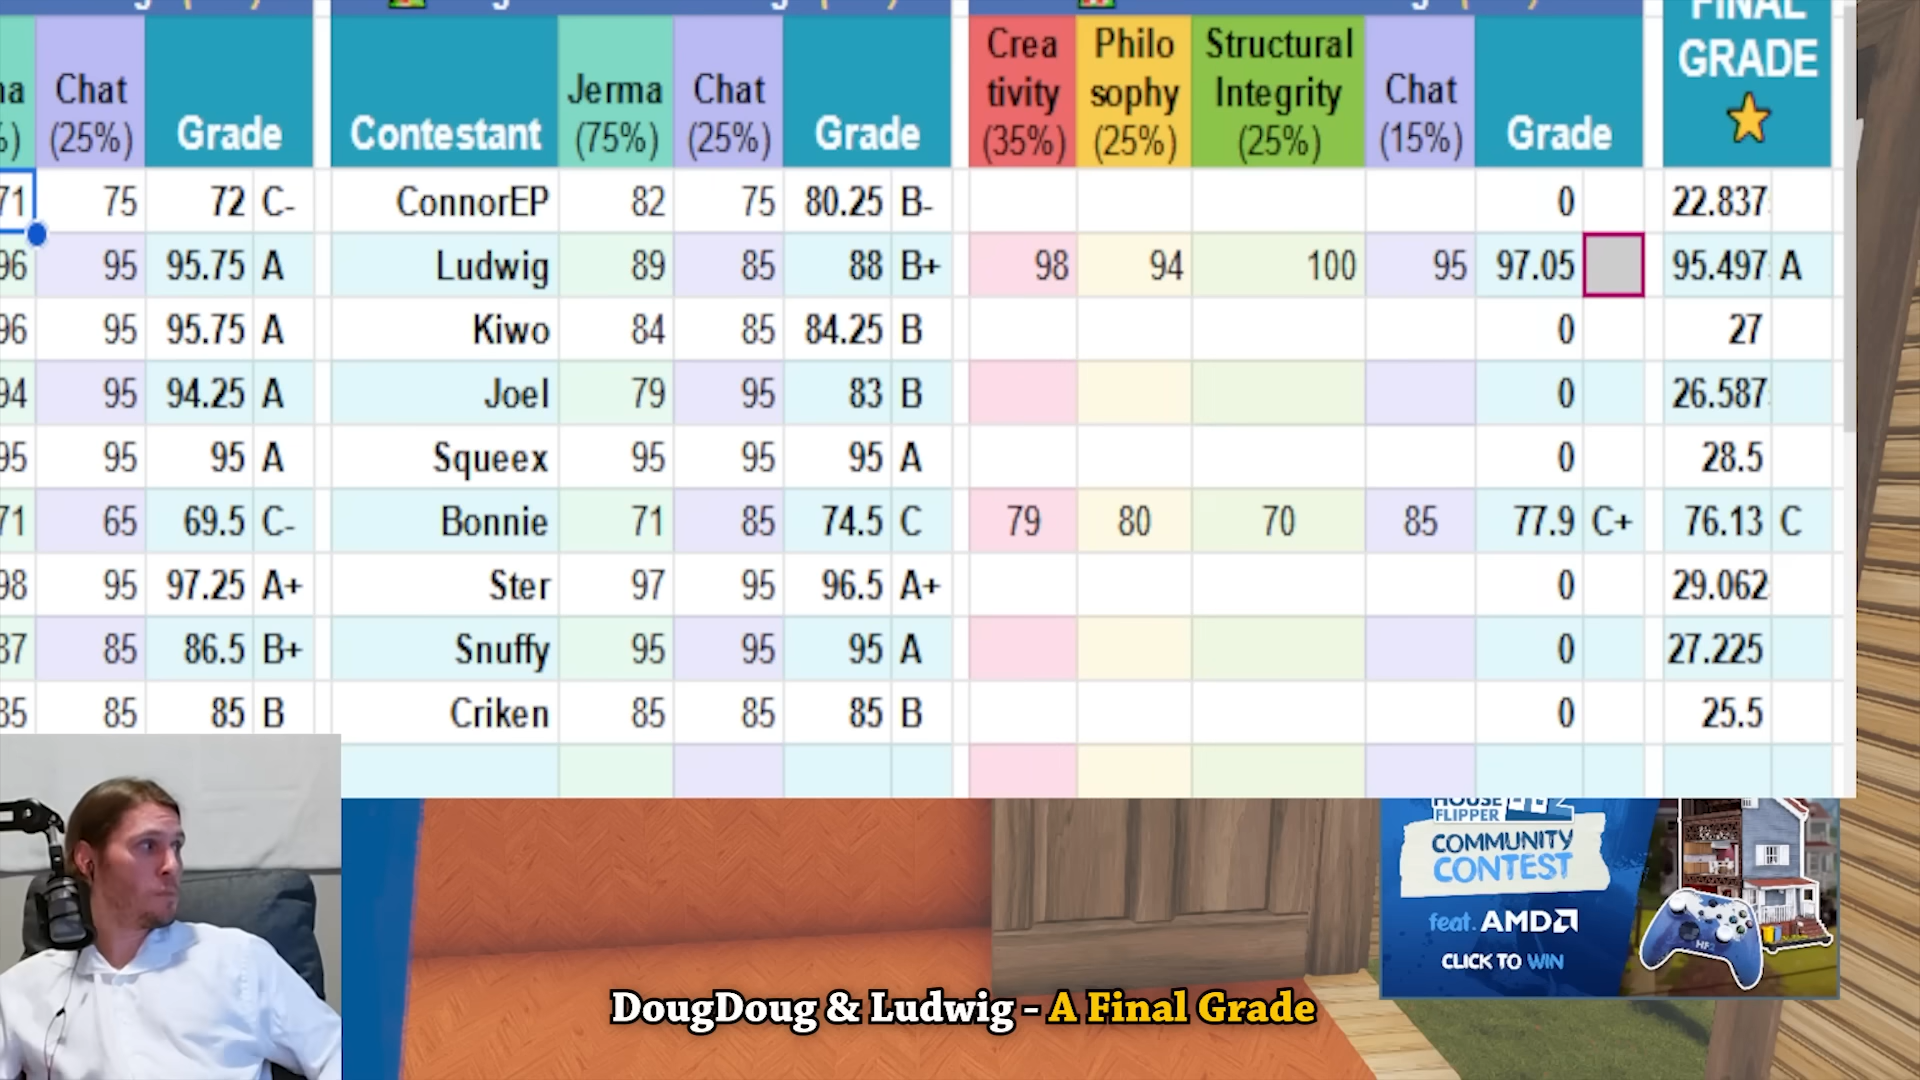 FINAL
GRADE
Chat
(25%)
Grade
Contestant
Jerma
(75%)
Chat
(25%)
Grade
Crea
tivity
(35%)
Philo
sophy
(25%)
Structural
Integrity
(25%)
Chat
(15%)
Grade
71 75 72 C- ConnorEP 82 75 80.25 B- 0 22.837
96 95 95.75 A Ludwig 89 85 88 B+ 98 94 100 95 97.05 95.497 A
96 95 95.75 A Kiwo 84 85 84.25 B 0 27
94 95 94.25 A Joel 79 95 83 B 0 26.587
95 95 95 A Squeex 95 95 95 A 0 28.5
71 65 69.5 C- Bonnie 71 85 74.5 C 79 80 70 85 77.9 C+ 76.13 C
98 95 97.25 A+ Ster 97 95 96.5 A+ 0 29.062
87 85 86.5 B+ Snuffy 95 95 95 A 0 27.225
85 85 85 B Criken 85 85 85 B 0 25.5
HOUSE
FLIPPER 2
COMMUNITY
CONTEST
feat. AMD
CLICK TO WIN
HF2
DougDoug & Ludwig - A Final Grade